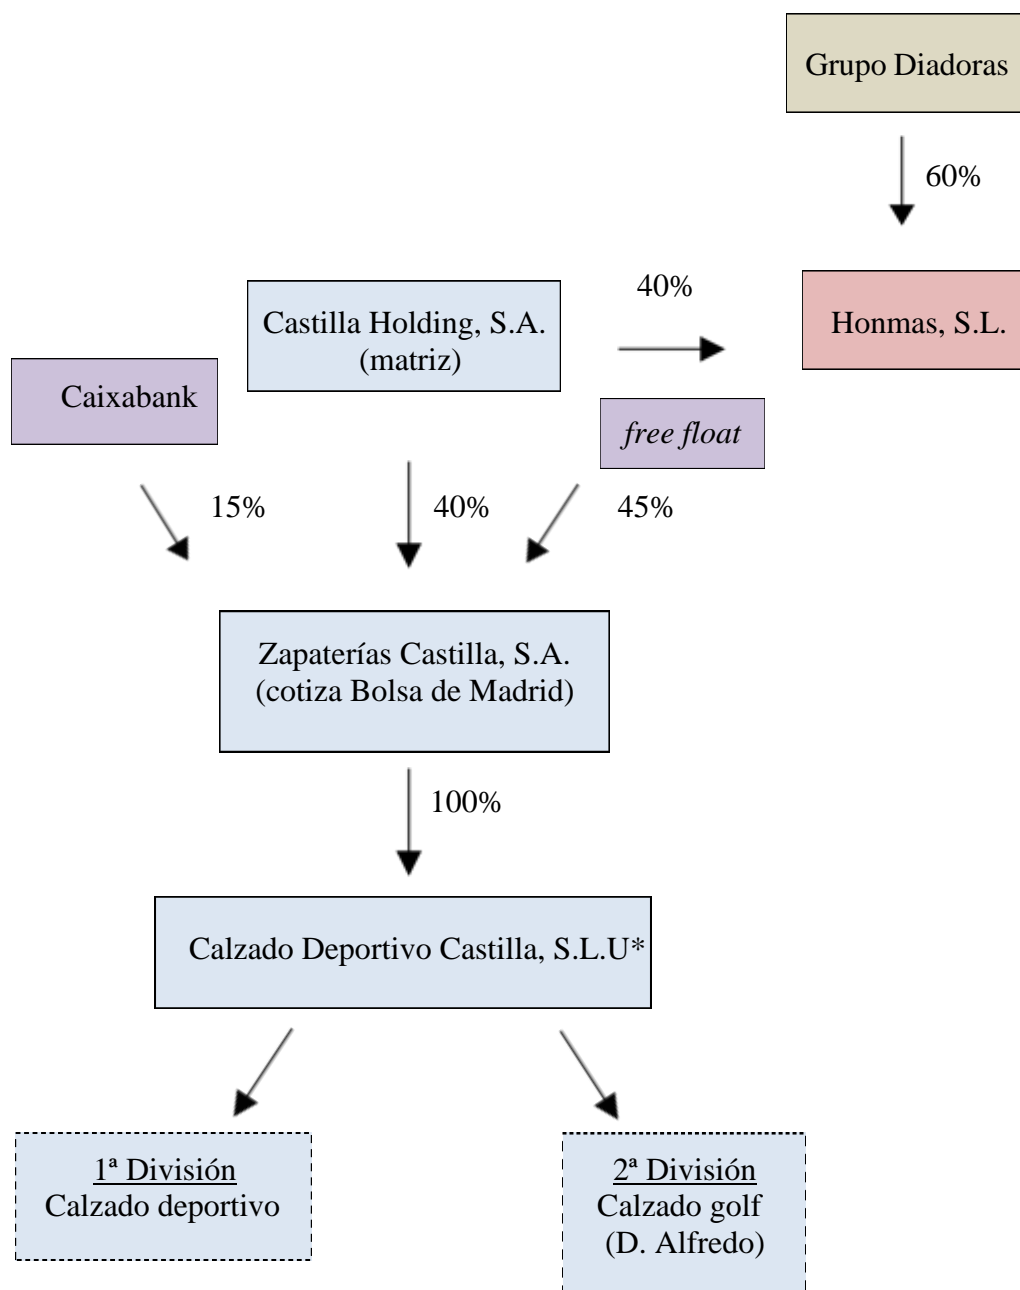 Grupo Diadoras
60%
40%
Castilla Holding, S.A.
(matriz)
Honmas, S.L.
Caixabank
free float
15%
40%
45%
Zapaterías Castilla, S.A.
(cotiza Bolsa de Madrid)
100%
Calzado Deportivo Castilla, S.L.U*
1ª División
Calzado deportivo
2ª División
Calzado golf
(D. Alfredo)